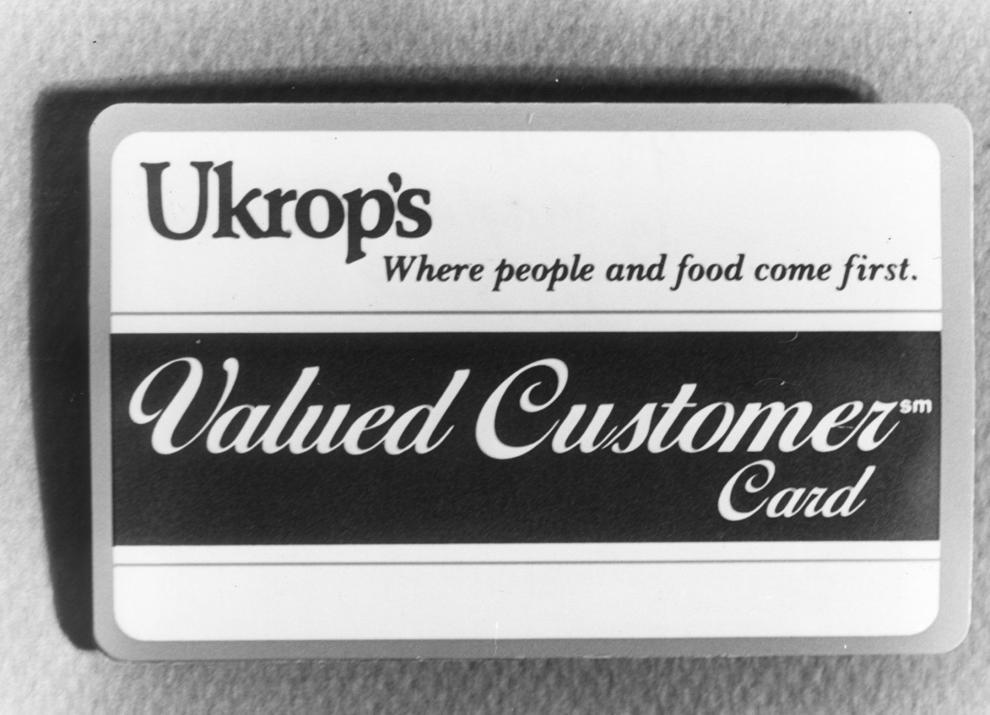 Ukrop's
Where people and food come first.
Valued Customer℠
Card